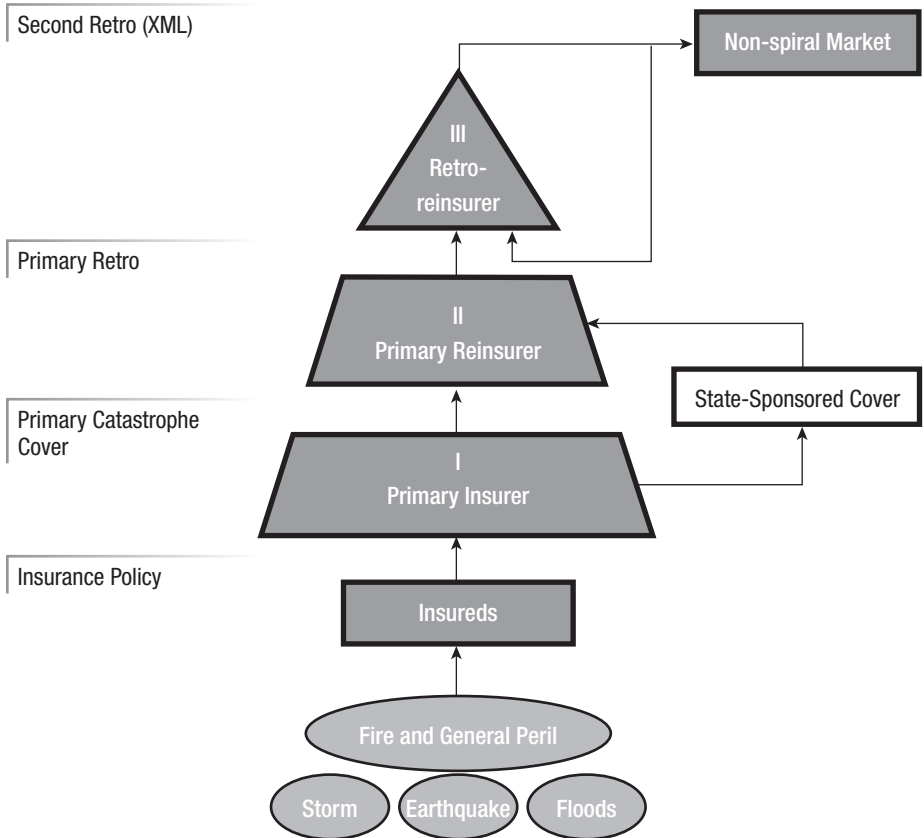 Second Retro (XML)
Non-spiral Market
III
Retro-
reinsurer
Primary Retro
II
Primary Reinsurer
State-Sponsored Cover
Primary Catastrophe
Cover
I
Primary Insurer
Insurance Policy
Insureds
Fire and General Peril
Storm
Earthquake
Floods